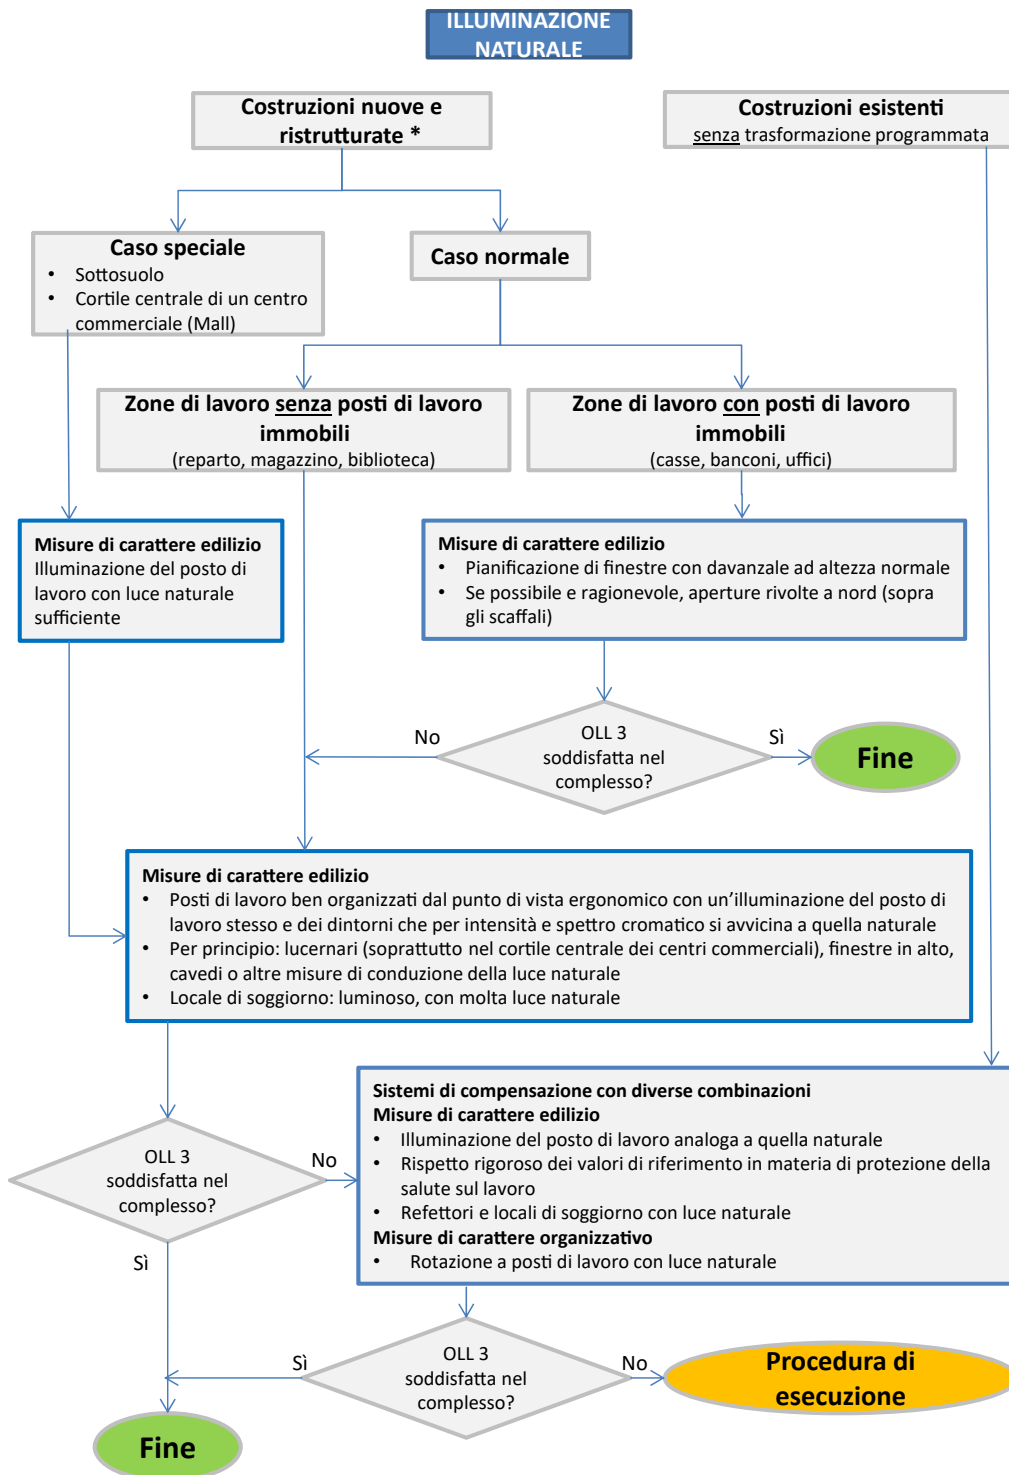 ILLUMINAZIONE
NATURALE
Costruzioni nuove e
ristrutturate *
Costruzioni esistenti
senza trasformazione programmata
Caso speciale
• Sottosuolo
• Cortile centrale di un centro
commerciale (Mall)
Caso normale
Zone di lavoro senza posti di lavoro
immobili
(reparto, magazzino, biblioteca)
Zone di lavoro con posti di lavoro
immobili
(casse, banconi, uffici)
Misure di carattere edilizio
Illuminazione del posto di
lavoro con luce naturale
sufficiente
Misure di carattere edilizio
• Pianificazione di finestre con davanzale ad altezza normale
• Se possibile e ragionevole, aperture rivolte a nord (sopra
gli scaffali)
No
OLL 3
soddisfatta nel
complesso?
Sì
Fine
Misure di carattere edilizio
• Posti di lavoro ben organizzati dal punto di vista ergonomico con un’illuminazione del posto di
lavoro stesso e dei dintorni che per intensità e spettro cromatico si avvicina a quella naturale
• Per principio: lucernari (soprattutto nel cortile centrale dei centri commerciali), finestre in alto,
cavedi o altre misure di conduzione della luce naturale
• Locale di soggiorno: luminoso, con molta luce naturale
Sistemi di compensazione con diverse combinazioni
Misure di carattere edilizio
• Illuminazione del posto di lavoro analoga a quella naturale
• Rispetto rigoroso dei valori di riferimento in materia di protezione della
salute sul lavoro
• Refettori e locali di soggiorno con luce naturale
Misure di carattere organizzativo
• Rotazione a posti di lavoro con luce naturale
OLL 3
soddisfatta nel
complesso?
No
Sì
Sì
OLL 3
soddisfatta nel
complesso?
No
Procedura di
esecuzione
Fine